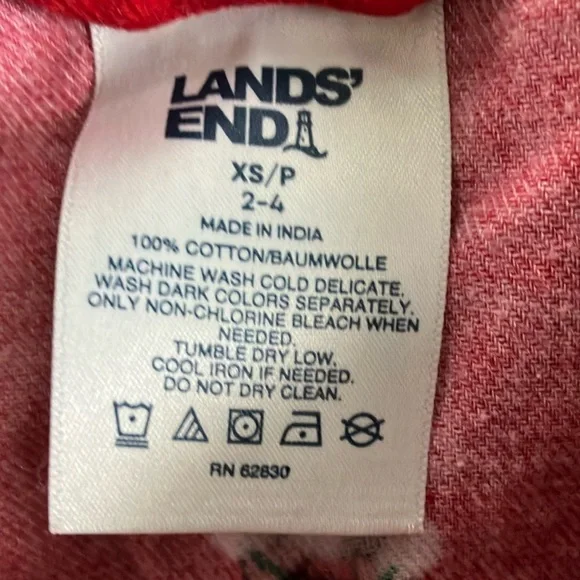 LANDS'
END
XS/P
2-4
MADE IN INDIA
100% COTTON/BAUMWOLLE
MACHINE WASH COLD DELICATE.
WASH DARK COLORS SEPARATELY.
ONLY NON-CHLORINE BLEACH WHEN
NEEDED.
TUMBLE DRY LOW.
COOL IRON IF NEEDED.
DO NOT DRY CLEAN.
RN 62830